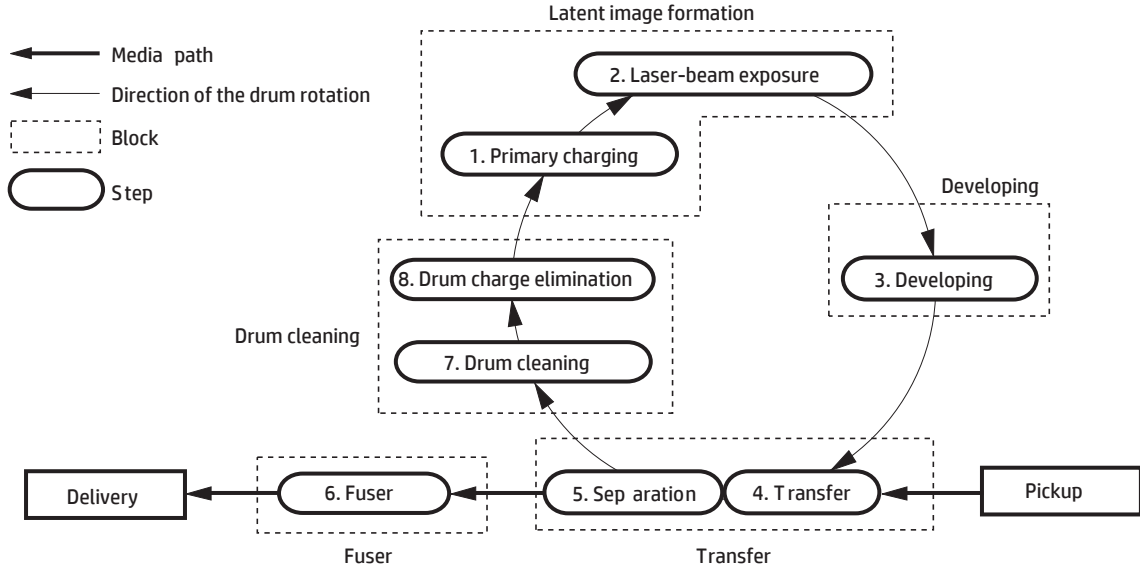 Latent image formation
Media path
2. Laser-beam exposure
Direction of the drum rotation
Block
1. Primary charging
Step
Developing
8. Drum charge elimination
3. Developing
Drum cleaning
7. Drum cleaning
Delivery
6. Fuser
5. Sep aration
4. Transfer
Pickup
Fuser
Transfer